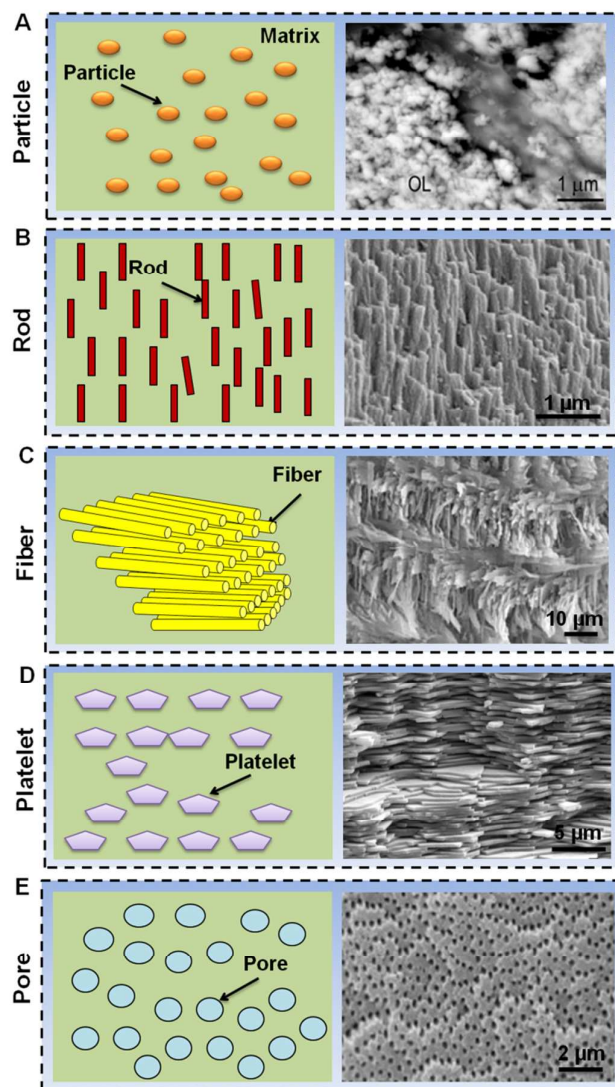 A
Particle
Matrix
Particle
OL
1 μm
B
Rod
Rod
1 μm
C
Fiber
Fiber
10 μm
D
Platelet
Platelet
5 μm
E
Pore
Pore
2 μm